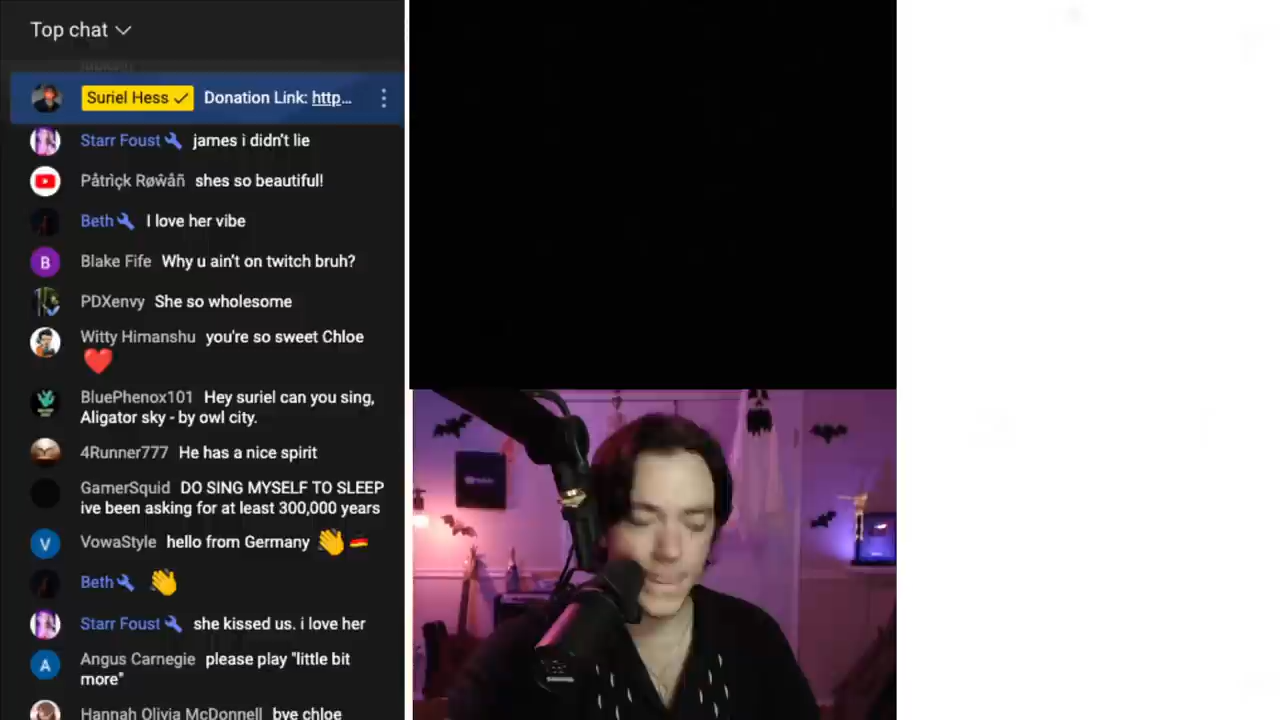 Top chat
Suriel Hess Donation Link: http...
Starr Foust james i didn't lie
Påtrìçk Røŵåñ shes so beautiful!
Beth I love her vibe
B Blake Fife Why u ain't on twitch bruh?
PDXenvy She so wholesome
Witty Himanshu you're so sweet Chloe
❤️
BluePhenox101 Hey suriel can you sing,
Aligator sky - by owl city.
4Runner777 He has a nice spirit
GamerSquid DO SING MYSELF TO SLEEP
ive been asking for at least 300,000 years
V VowaStyle hello from Germany 👋 🇩🇪
Beth 👋
Starr Foust she kissed us. i love her
A Angus Carnegie please play "little bit
more"
Hannah Olivia McDonnell bye chloe